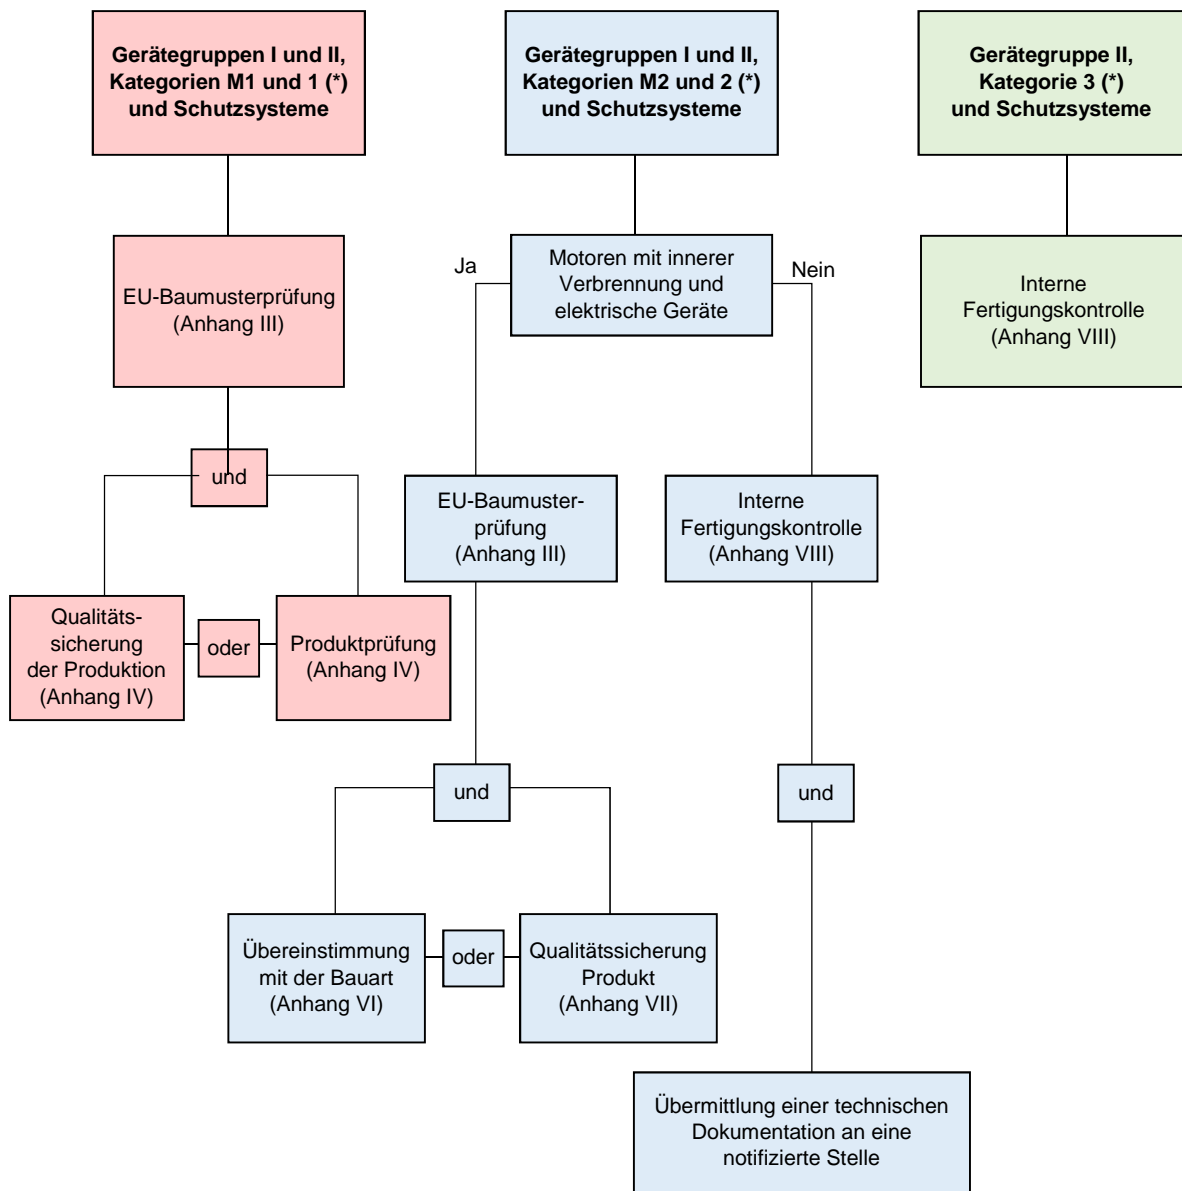 Gerätegruppen I und II,
Kategorien M1 und 1 (*)
und Schutzsysteme
Gerätegruppen I und II,
Kategorien M2 und 2 (*)
und Schutzsysteme
Gerätegruppe II,
Kategorie 3 (*)
und Schutzsysteme
EU-Baumusterprüfung
(Anhang III)
Ja
Motoren mit innerer
Verbrennung und
elektrische Geräte
Nein
Interne
Fertigungskontrolle
(Anhang VIII)
und
EU-Baumuster-
prüfung
(Anhang III)
Interne
Fertigungskontrolle
(Anhang VIII)
Qualitäts-
sicherung
der Produktion
(Anhang IV)
oder
Produktprüfung
(Anhang IV)
und
und
Übereinstimmung
mit der Bauart
(Anhang VI)
oder
Qualitätssicherung
Produkt
(Anhang VII)
Übermittlung einer technischen
Dokumentation an eine
notifizierte Stelle